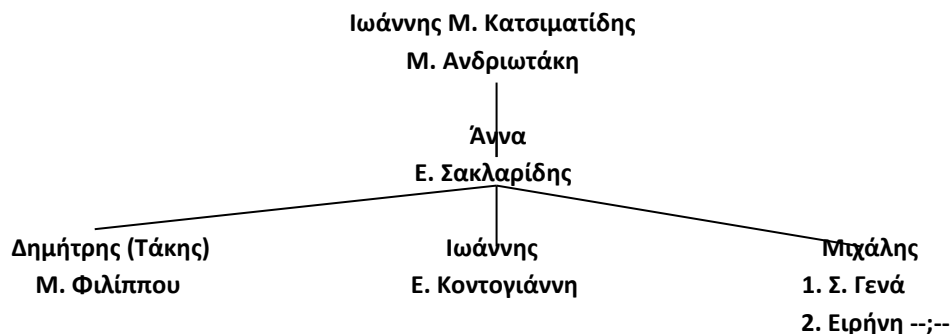 Ιωάννης Μ. Κατσιματίδης
Μ. Ανδριωτάκη
Άννα
Ε. Σακλαρίδης
Δημήτρης (Τάκης)
Ιωάννης
Μιχάλης
Μ. Φιλίππου
Ε. Κοντογιάννη
1. Σ. Γενά
2. Ειρήνη --;--